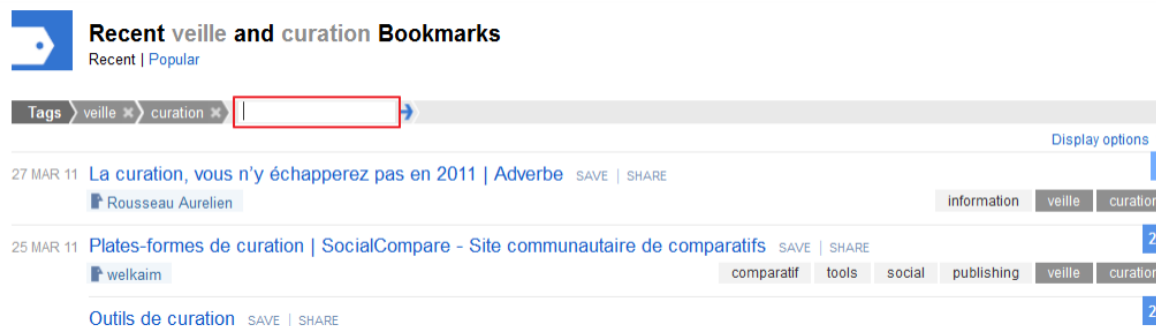 Recent veille and curation Bookmarks
Recent | Popular
Tags veille × curation ×
Display options
27 MAR 11 La curation, vous n'y échapperez pas en 2011 | Adverbe SAVE | SHARE
Rousseau Aurelien information veille curation
25 MAR 11 Plates-formes de curation | SocialCompare - Site communautaire de comparatifs SAVE | SHARE 2
welkaim comparatif tools social publishing veille curation
Outils de curation SAVE | SHARE 2